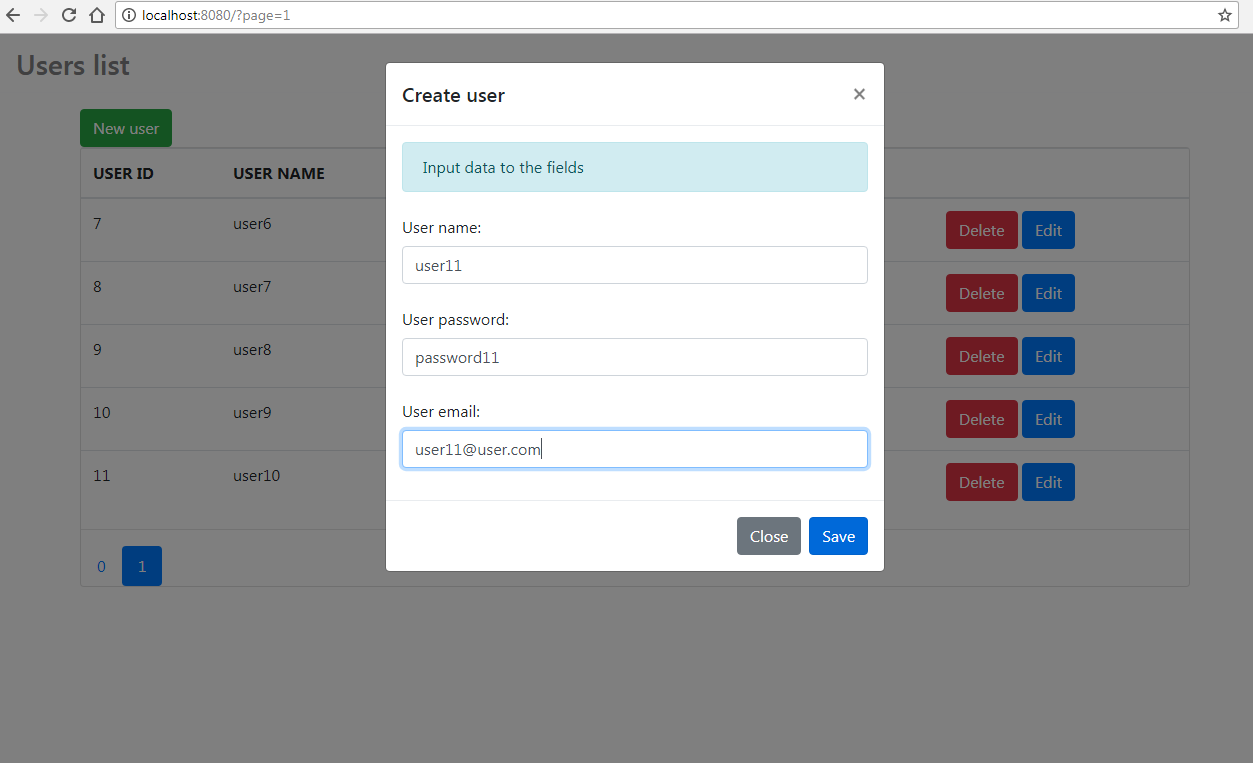 localhost:8080/?page=1
Users list
Create user ×
New user
Input data to the fields
USER ID USER NAME
7 user6 Delete Edit
User name:
user11
8 user7 Delete Edit
User password:
9 user8 Delete Edit
password11
10 user9 Delete Edit
User email:
user11@user.com
11 user10 Delete Edit
Close Save
0 1